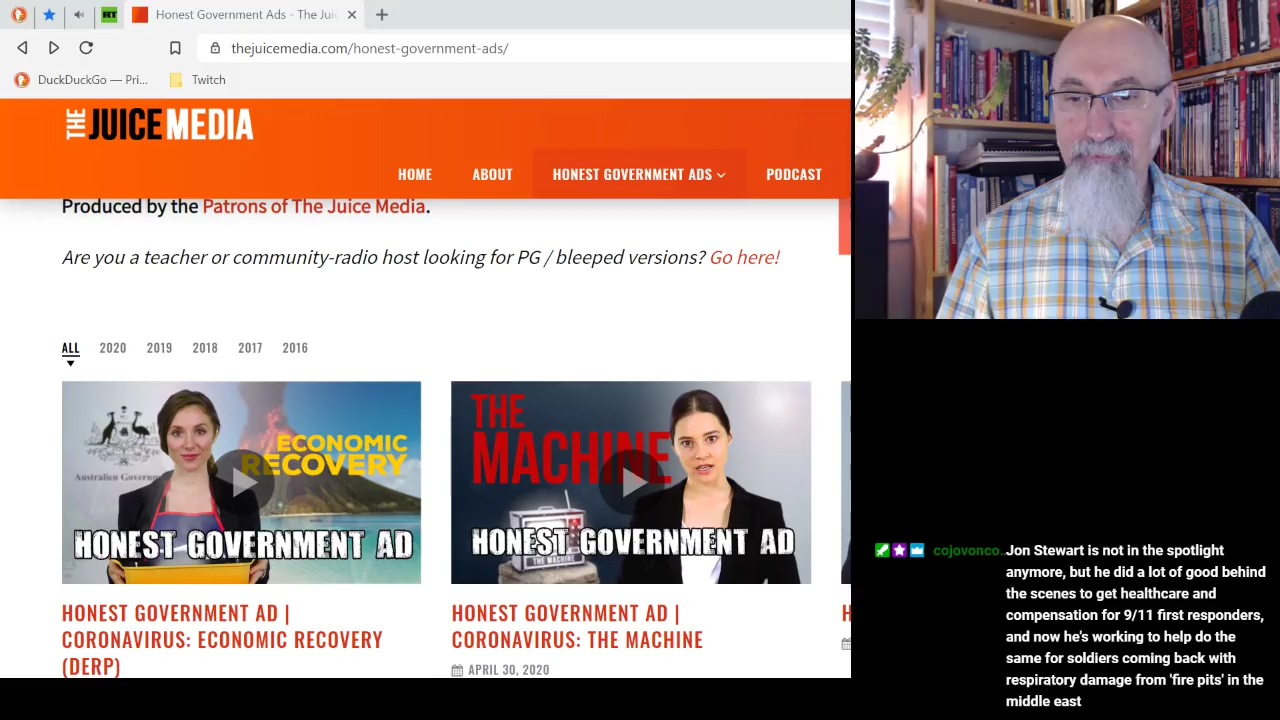 RT
Honest Government Ads - The Juic
thejuicemedia.com/honest-government-ads/
DuckDuckGo — Pri...
Twitch
THE JUICE MEDIA
HOME ABOUT HONEST GOVERNMENT ADS PODCAST
Produced by the Patrons of The Juice Media.
Are you a teacher or community-radio host looking for PG / bleeped versions? Go here!
ALL 2020 2019 2018 2017 2016
Australian Governm
ECONOMIC
RECOVERY
HONEST GOVERNMENT AD
THE
MACHINE
THE MACHINE
HONEST GOVERNMENT AD
HONEST GOVERNMENT AD |
CORONAVIRUS: ECONOMIC RECOVERY
(DERP)
HONEST GOVERNMENT AD |
CORONAVIRUS: THE MACHINE
APRIL 30, 2020
cojovonco... Jon Stewart is not in the spotlight
anymore, but he did a lot of good behind
the scenes to get healthcare and
compensation for 9/11 first responders,
and now he's working to help do the
same for soldiers coming back with
respiratory damage from 'fire pits' in the
middle east